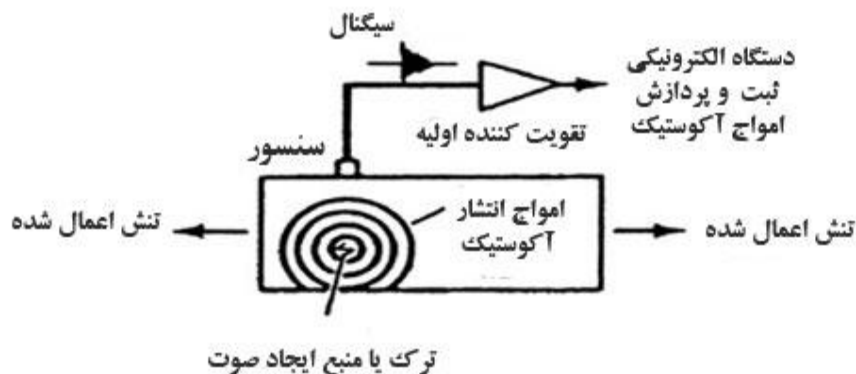 سیگنال
دستگاه الکترونیکی
ثبت و پردازش
امواج آکوستیک
تقویت کننده اولیه
سنسور
امواج انتشار
آکوستیک
تنش اعمال شده
تنش اعمال شده
ترک یا منبع ایجاد صوت